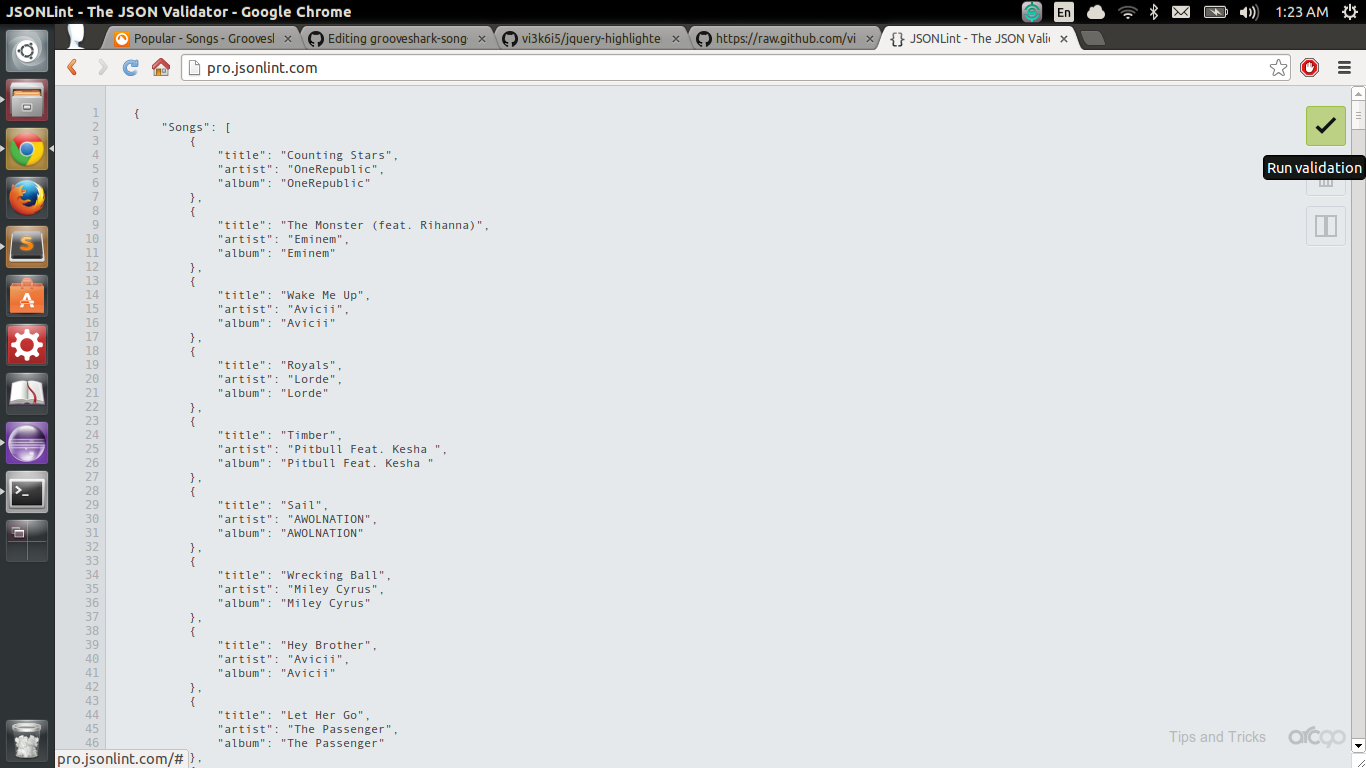 JSONLint - The JSON Validator - Google Chrome
En
1:23 AM
Popular - Songs - Groovesl
Editing grooveshark-song
vi3k6i5/jquery-highlighte
https://raw.github.com/vi
{} JSONLint - The JSON Vali
pro.jsonlint.com
1 {
2 "Songs": [
3 {
4 "title": "Counting Stars",
5 "artist": "OneRepublic",
6 "album": "OneRepublic"
7 },
8 {
9 "title": "The Monster (feat. Rihanna)",
10 "artist": "Eminem",
11 "album": "Eminem"
12 },
13 {
14 "title": "Wake Me Up",
15 "artist": "Avicii",
16 "album": "Avicii"
17 },
18 {
19 "title": "Royals",
20 "artist": "Lorde",
21 "album": "Lorde"
22 },
23 {
24 "title": "Timber",
25 "artist": "Pitbull Feat. Kesha ",
26 "album": "Pitbull Feat. Kesha "
27 },
28 {
29 "title": "Sail",
30 "artist": "AWOLNATION",
31 "album": "AWOLNATION"
32 },
33 {
34 "title": "Wrecking Ball",
35 "artist": "Miley Cyrus",
36 "album": "Miley Cyrus"
37 },
38 {
39 "title": "Hey Brother",
40 "artist": "Avicii",
41 "album": "Avicii"
42 },
43 {
44 "title": "Let Her Go",
45 "artist": "The Passenger",
46 "album": "The Passenger"
},
Run validation
Tips and Tricks
arc90
pro.jsonlint.com/#